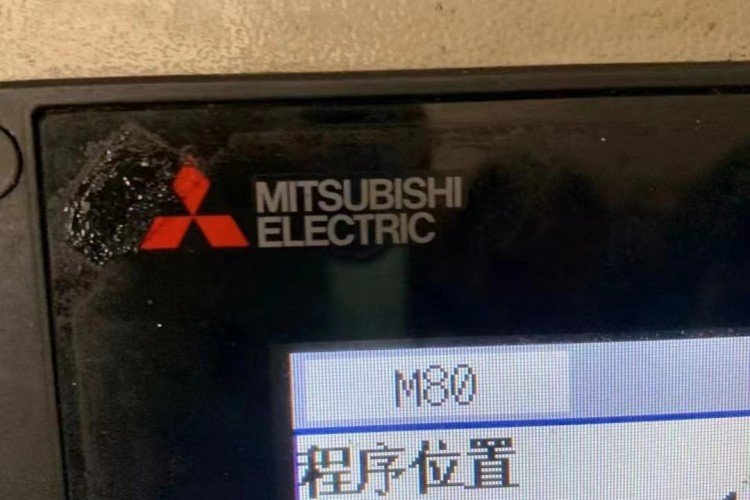 MITSUBISHI
ELECTRIC
M80
程序位置